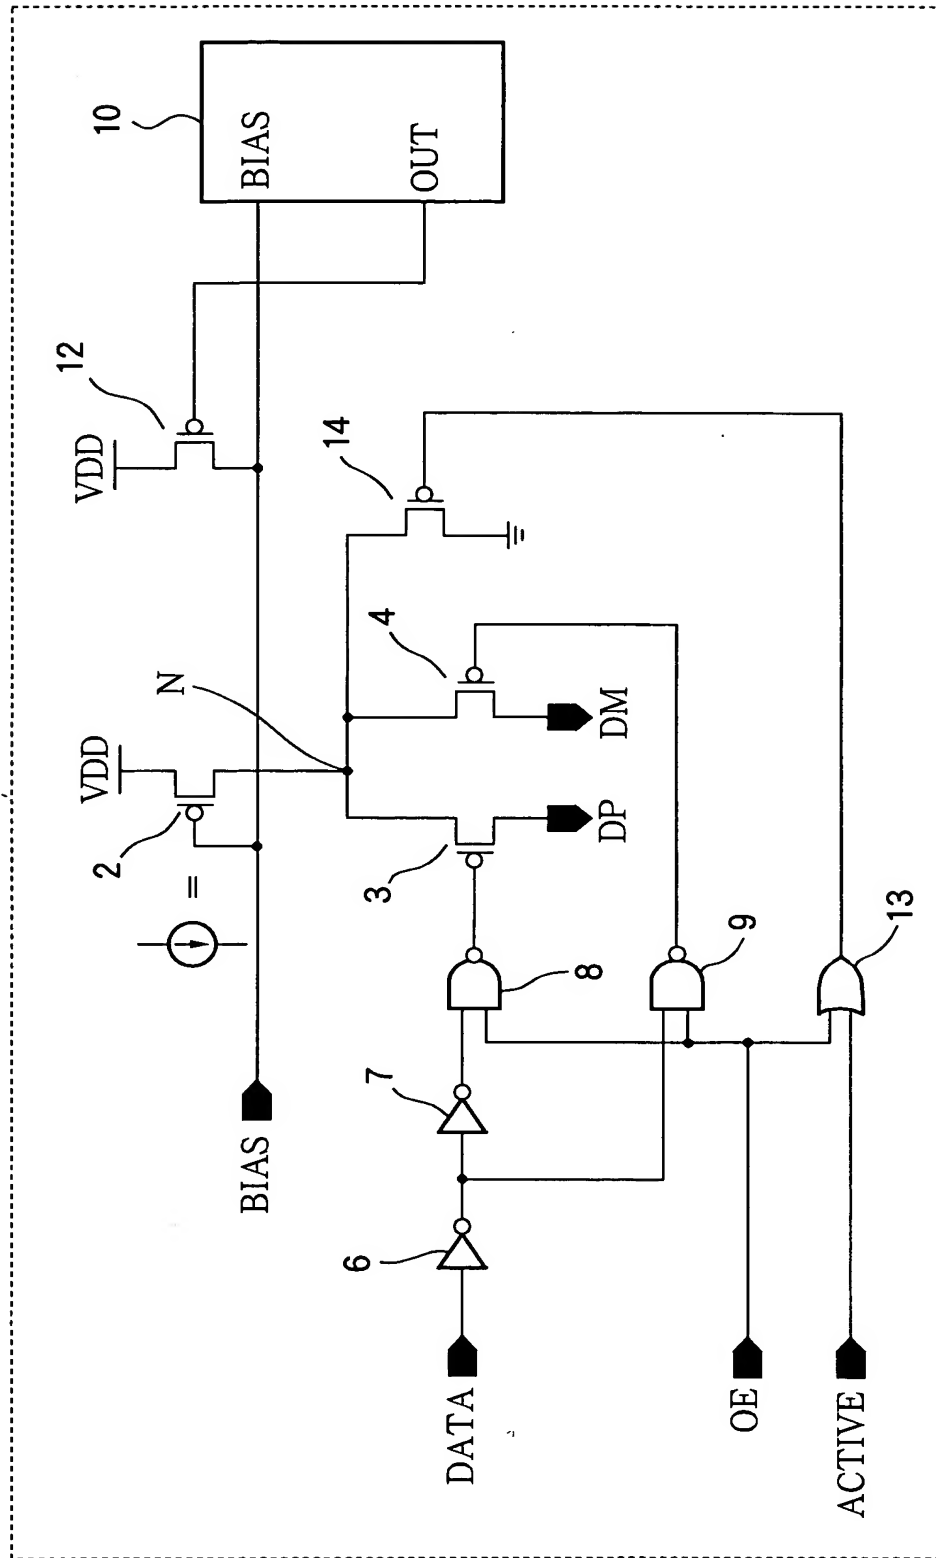 10
BIAS
OUT
12
VDD
14
N
4
DM
VDD
2
=
3
DP
8
9
13
7
BIAS
6
DATA
OE
ACTIVE